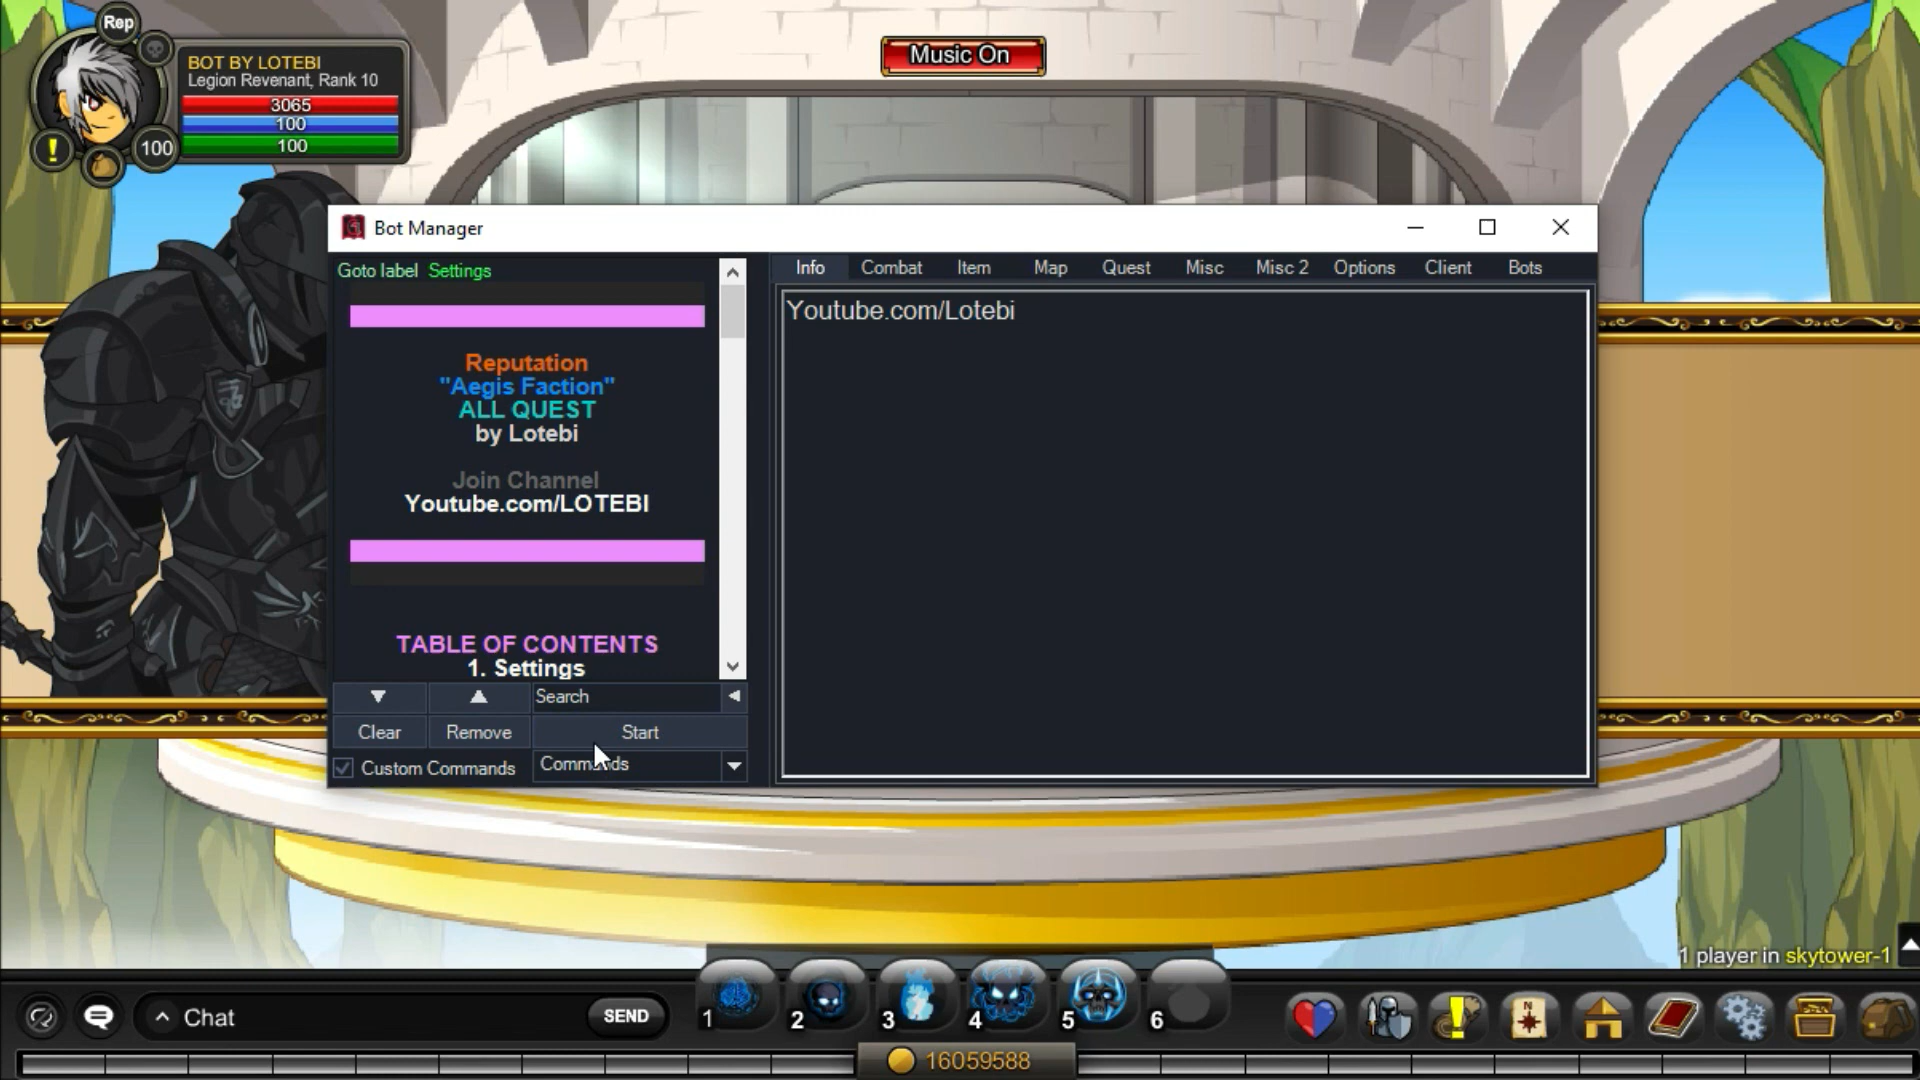 Rep
BOT BY LOTEBI
Legion Revenant, Rank 10
3065
100
100
100
Music On
Bot Manager
Goto label Settings
Reputation
"Aegis Faction"
ALL QUEST
by Lotebi
Join Channel
Youtube.com/LOTEBI
TABLE OF CONTENTS
1. Settings
Search
Clear Remove Start
Custom Commands Commands
Info Combat Item Map Quest Misc Misc 2 Options Client Bots
Youtube.com/Lotebi
1 player in skytower-1
Chat SEND
1 2 3 4 5 6
N
16059588